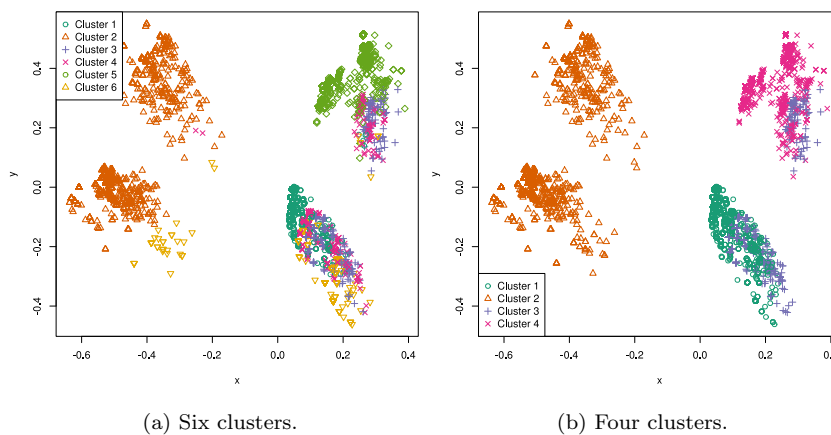 Cluster 1
Cluster 2
Cluster 3
Cluster 4
Cluster 5
Cluster 6
y
0.4
0.2
0.0
-0.2
-0.4
-0.6
-0.4
-0.2
0.0
0.2
0.4
x
(a) Six clusters.
y
0.4
0.2
0.0
-0.2
-0.4
Cluster 1
Cluster 2
Cluster 3
Cluster 4
-0.6
-0.4
-0.2
0.0
0.2
0.4
x
(b) Four clusters.